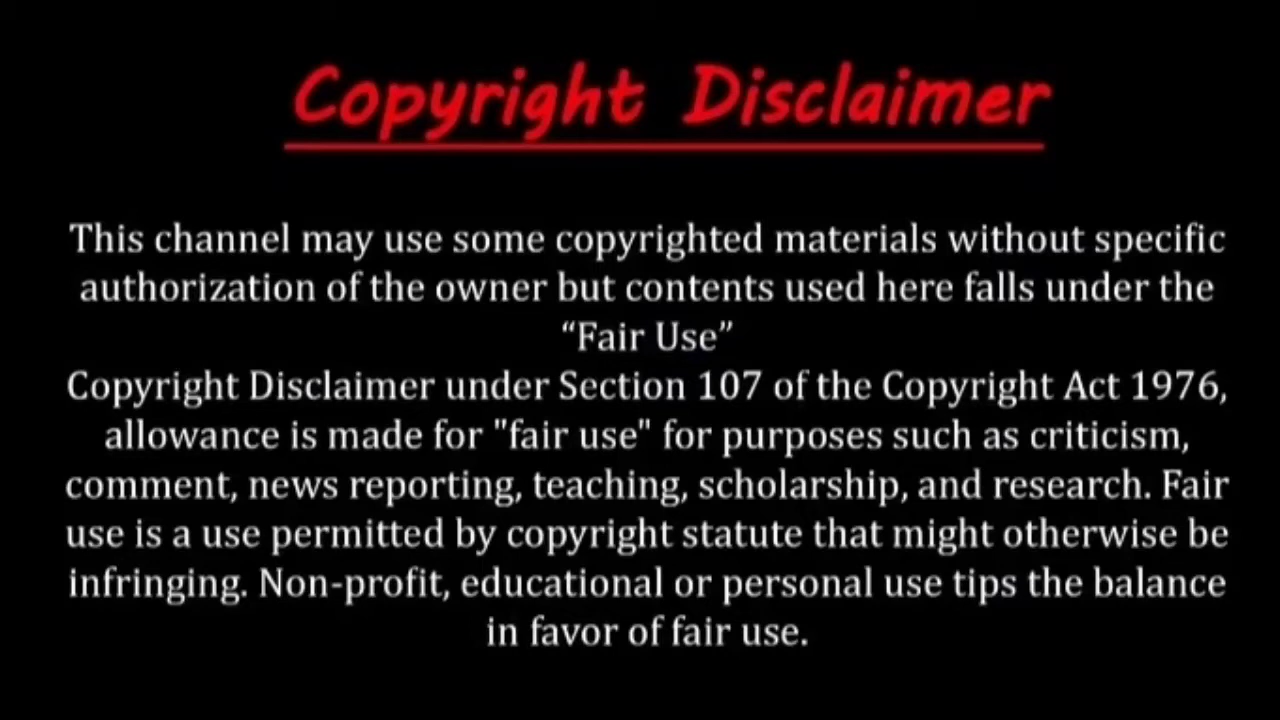 Copyright Disclaimer
This channel may use some copyrighted materials without specific
authorization of the owner but contents used here falls under the
“Fair Use”
Copyright Disclaimer under Section 107 of the Copyright Act 1976,
allowance is made for "fair use" for purposes such as criticism,
comment, news reporting, teaching, scholarship, and research. Fair
use is a use permitted by copyright statute that might otherwise be
infringing. Non-profit, educational or personal use tips the balance
in favor of fair use.